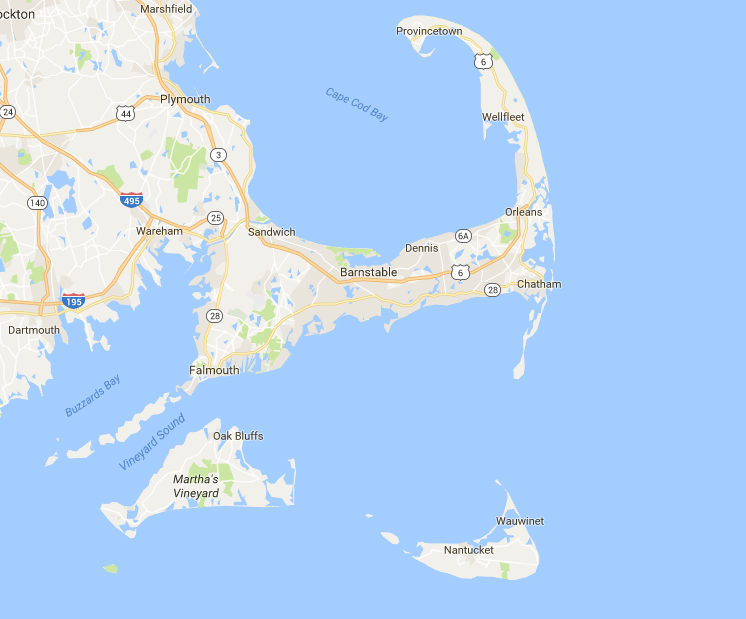 Marshfield
ockton
Provincetown
6
Cape Cod Bay
Plymouth
24
44
Wellfleet
3
495
140
25
Orleans
Sandwich
Wareham
6A
Dennis
Barnstable
6
Chatham
28
195
28
Dartmouth
Falmouth
Buzzards Bay
Vineyard Sound
Oak Bluffs
Martha's
Vineyard
Wauwinet
Nantucket